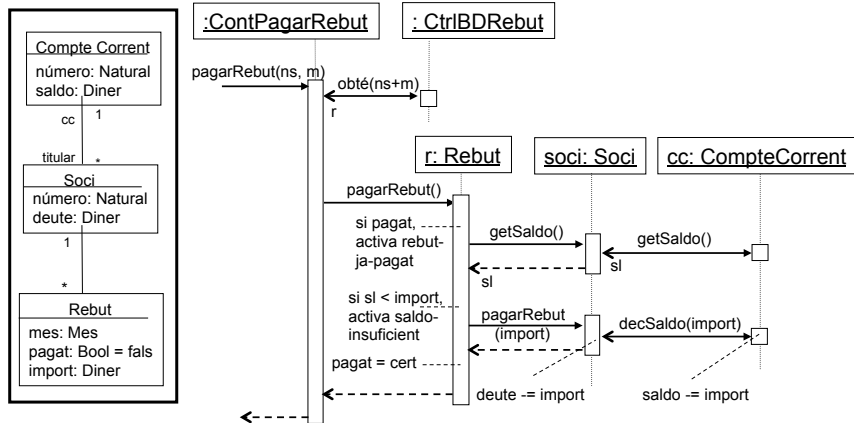 Compte Corrent
número: Natural
saldo: Diner
cc
1
titular
*
Soci
número: Natural
deute: Diner
1
*
Rebut
mes: Mes
pagat: Bool = fals
import: Diner
:ContPagarRebut
: CtrlBDRebut
pagarRebut(ns, m)
obté(ns+m)
r
r: Rebut
soci: Soci
cc: CompteCorrent
pagarRebut()
si pagat,
activa rebut-
ja-pagat
getSaldo()
getSaldo()
sl
sl
si sl < import,
activa saldo-
insuficient
pagarRebut
(import)
decSaldo(import)
pagat = cert
deute -= import
saldo -= import